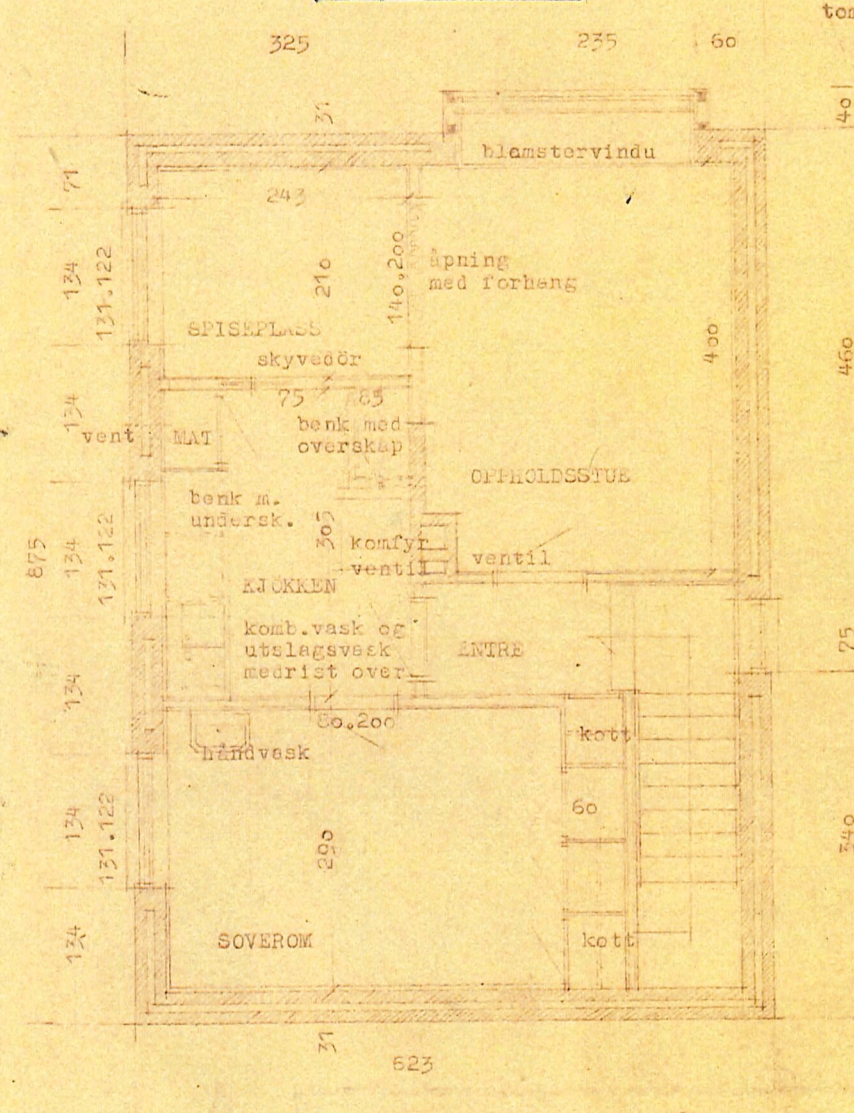 325
235
60
40
31
blomstervindu
71
243
134
131.122
210
140.200
åpning
med forheng
400
460
SPISEPLASS
skyvedör
134
75
85
vent
MAT
benk med
overskap
OPPHOLDSSTUE
benk m.
undersk.
875
134
131.122
305
komfyr
ventil
ventil
KJÖKKEN
komb.vask og
utslagsvask
medrist over
ENTRE
75
134
80.200
håndvask
kott
134
131.122
290
60
340
134
SOVEROM
kott
31
623